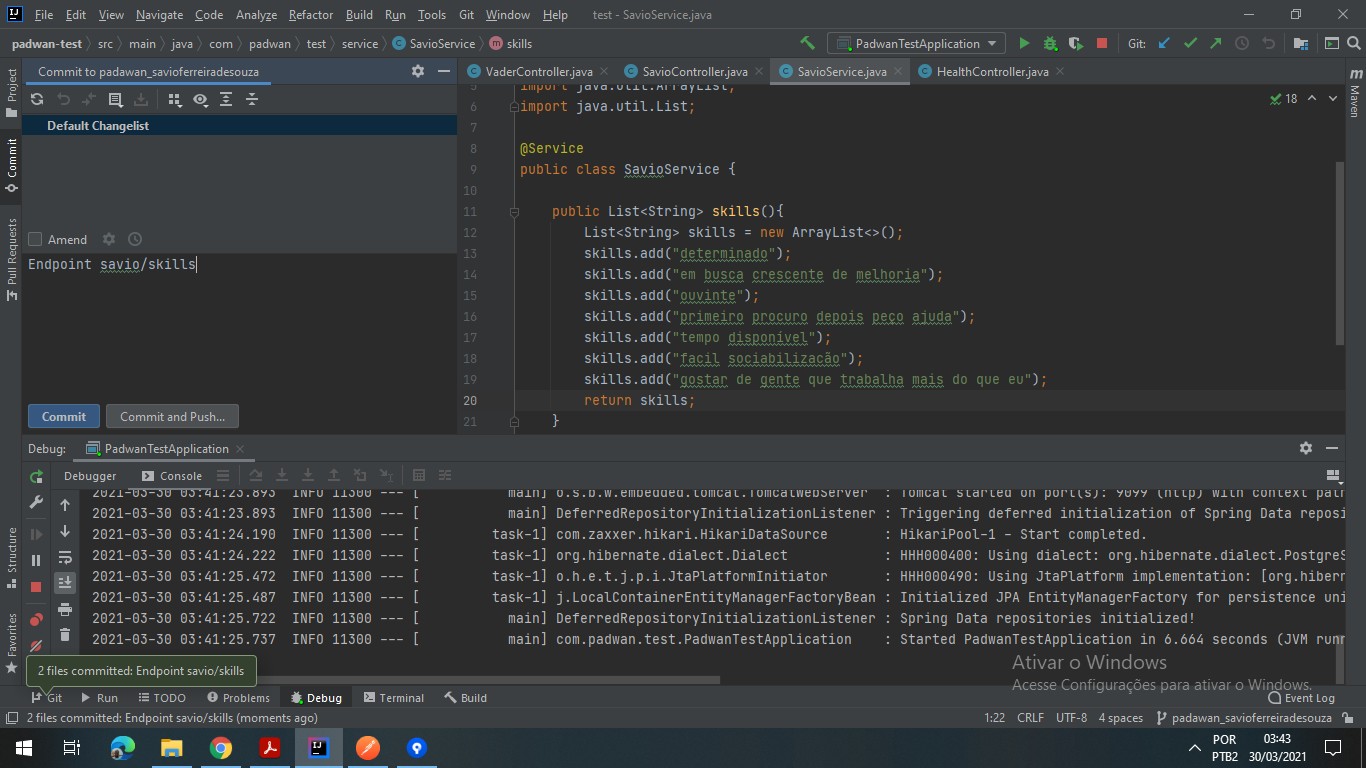 File Edit View Navigate Code Analyze Refactor Build Run Tools Git Window Help test - SavioService.java
padwan-test src main java com padwan test service SavioService skills PadwanTestApplication Git:
Project
Commit
Pull Requests
Structure
Favorites
Commit to padawan_savioferreiradesouza
Default Changelist
Amend
Endpoint savio/skills
Commit Commit and Push...
VaderController.java SavioController.java SavioService.java HealthController.java
18
Maven
5 import java.util.ArrayList;
6 import java.util.List;
7
8 @Service
9 public class SavioService {
10
11 public List<String> skills(){
12 List<String> skills = new ArrayList<>();
13 skills.add("determinado");
14 skills.add("em busca crescente de melhoria");
15 skills.add("ouvinte");
16 skills.add("primeiro procuro depois peço ajuda");
17 skills.add("tempo disponível");
18 skills.add("facil sociabilizacão");
19 skills.add("gostar de gente que trabalha mais do que eu");
20 return skills;
21 }
Debug: PadwanTestApplication
Debugger Console
2021-03-30 03:41:23.893 INFO 11300 --- [ main] o.s.b.w.embedded.tomcat.TomcatWebServer : Tomcat started on port(s): 9099 (http) with context path
2021-03-30 03:41:23.893 INFO 11300 --- [ main] DeferredRepositoryInitializationListener : Triggering deferred initialization of Spring Data reposi
2021-03-30 03:41:24.190 INFO 11300 --- [ task-1] com.zaxxer.hikari.HikariDataSource : HikariPool-1 - Start completed.
2021-03-30 03:41:24.222 INFO 11300 --- [ task-1] org.hibernate.dialect.Dialect : HHH000400: Using dialect: org.hibernate.dialect.PostgreS
2021-03-30 03:41:25.472 INFO 11300 --- [ task-1] o.h.e.t.j.p.i.JtaPlatformInitiator : HHH000490: Using JtaPlatform implementation: [org.hibern
2021-03-30 03:41:25.487 INFO 11300 --- [ task-1] j.LocalContainerEntityManagerFactoryBean : Initialized JPA EntityManagerFactory for persistence uni
2021-03-30 03:41:25.722 INFO 11300 --- [ main] DeferredRepositoryInitializationListener : Spring Data repositories initialized!
2021-03-30 03:41:25.737 INFO 11300 --- [ main] com.padwan.test.PadwanTestApplication : Started PadwanTestApplication in 6.664 seconds (JVM runn
2 files committed: Endpoint savio/skills
Ativar o Windows
Acesse Configurações para ativar o Windows.
Git Run TODO Problems Debug Terminal Build Event Log
2 files committed: Endpoint savio/skills (moments ago) 1:22 CRLF UTF-8 4 spaces padawan_savioferreiradesouza
POR 03:43
PTB2 30/03/2021